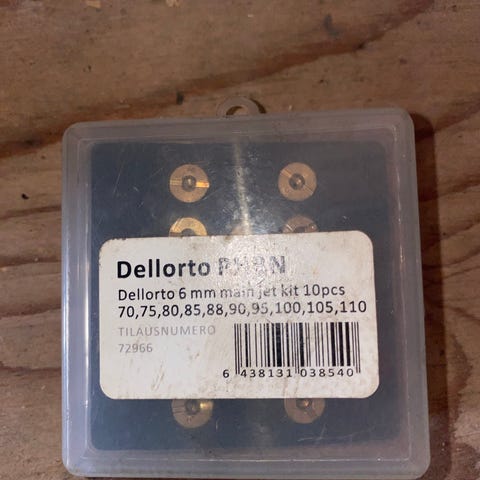 Dellorto PHBN
Dellorto 6 mm main jet kit 10pcs
70,75,80,85,88,90,95,100,105,110
TILAUSNUMERO
72966
6 438131 038540